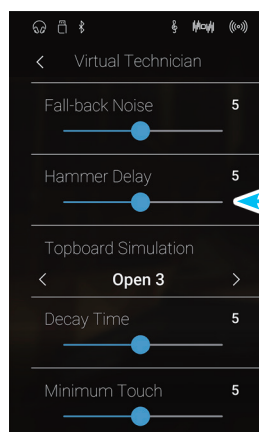 < Virtual Technician
Fall-back Noise 5
Hammer Delay 5
Topboard Simulation
< Open 3 >
Decay Time 5
Minimum Touch 5